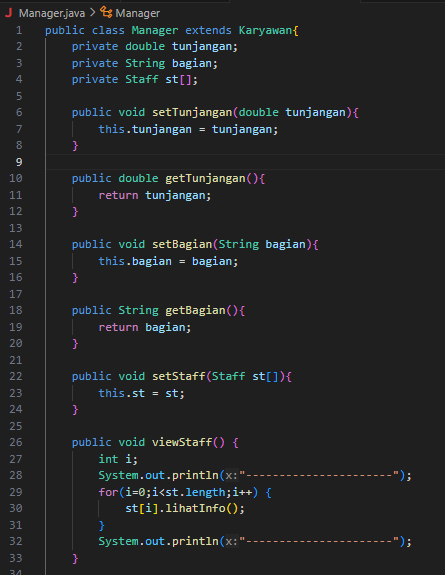 Manager.java > Manager
1 public class Manager extends Karyawan{
2 private double tunjangan;
3 private String bagian;
4 private Staff st[];
5
6 public void setTunjangan(double tunjangan){
7 this.tunjangan = tunjangan;
8 }
9
10 public double getTunjangan(){
11 return tunjangan;
12 }
13
14 public void setBagian(String bagian){
15 this.bagian = bagian;
16 }
17
18 public String getBagian(){
19 return bagian;
20 }
21
22 public void setStaff(Staff st[]){
23 this.st = st;
24 }
25
26 public void viewStaff() {
27 int i;
28 System.out.println(x:"----------------------");
29 for(i=0;i<st.length;i++) {
30 st[i].lihatInfo();
31 }
32 System.out.println(x:"----------------------");
33 }
34